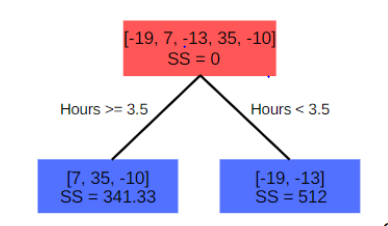 [-19, 7, -13, 35, -10]
SS = 0
Hours >= 3.5
Hours < 3.5
[7, 35, -10]
SS = 341.33
[-19, -13]
SS = 512